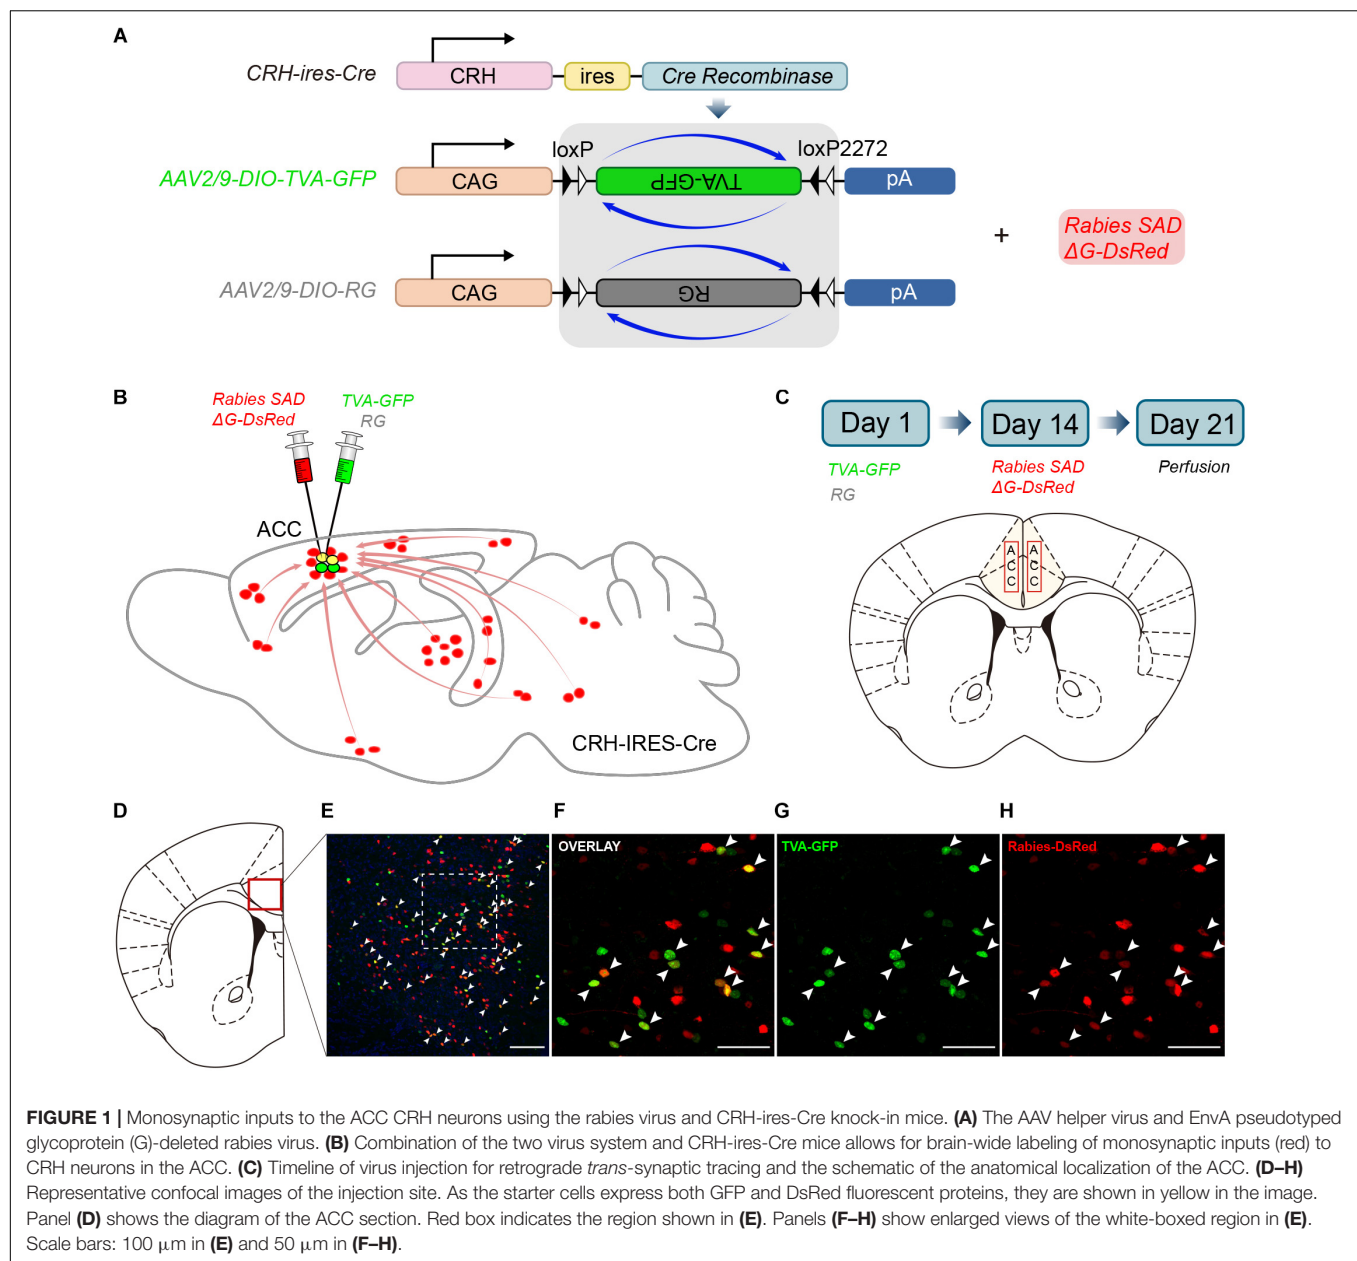 A
CRH-ires-Cre
CRH
ires
Cre Recombinase
loxP
loxP2272
AAV2/9-DIO-TVA-GFP
CAG
TVA-GFP
pA
Rabies SAD
ΔG-DsRed
+
AAV2/9-DIO-RG
CAG
RG
pA
B
Rabies SAD
ΔG-DsRed
TVA-GFP
RG
ACC
CRH-IRES-Cre
C
Day 1
Day 14
Day 21
TVA-GFP
RG
Rabies SAD
ΔG-DsRed
Perfusion
A A
C C
C C
D
E
F
G
H
OVERLAY
TVA-GFP
Rabies-DsRed
FIGURE 1 | Monosynaptic inputs to the ACC CRH neurons using the rabies virus and CRH-ires-Cre knock-in mice. (A) The AAV helper virus and EnvA pseudotyped
glycoprotein (G)-deleted rabies virus. (B) Combination of the two virus system and CRH-ires-Cre mice allows for brain-wide labeling of monosynaptic inputs (red) to
CRH neurons in the ACC. (C) Timeline of virus injection for retrograde trans-synaptic tracing and the schematic of the anatomical localization of the ACC. (D–H)
Representative confocal images of the injection site. As the starter cells express both GFP and DsRed fluorescent proteins, they are shown in yellow in the image.
Panel (D) shows the diagram of the ACC section. Red box indicates the region shown in (E). Panels (F–H) show enlarged views of the white-boxed region in (E).
Scale bars: 100 μm in (E) and 50 μm in (F–H).